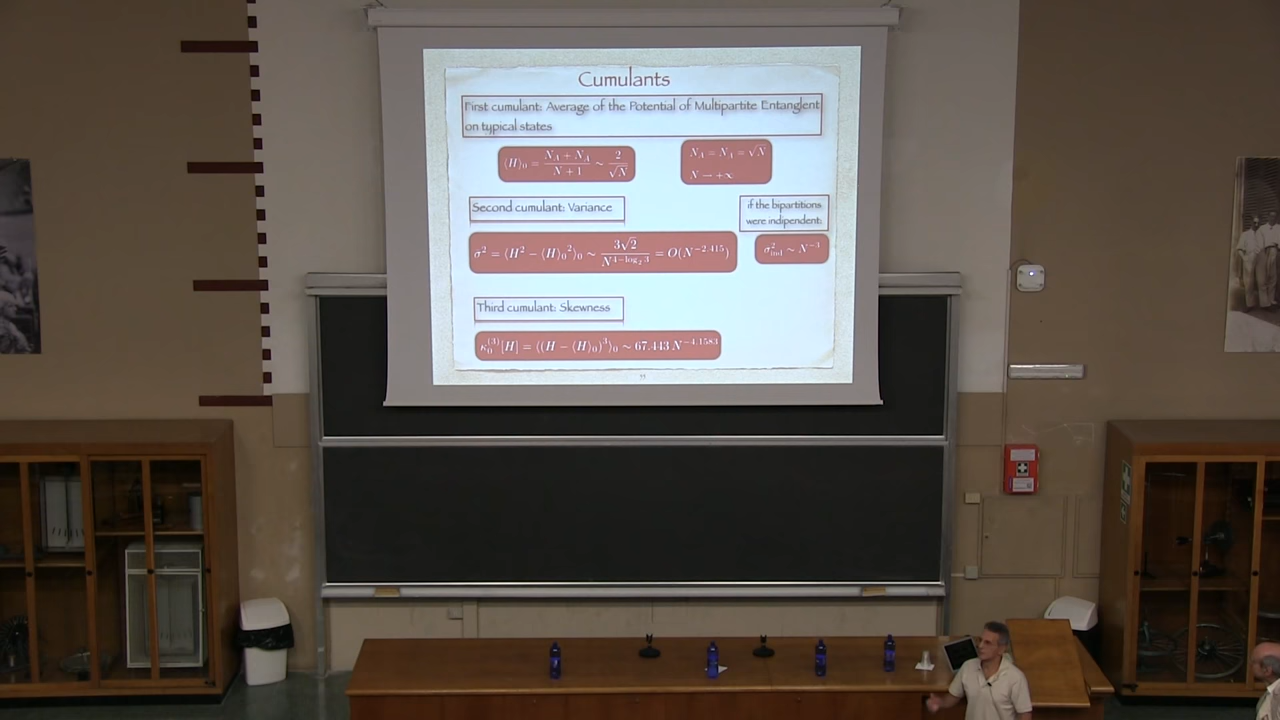 Cumulants
First cumulant: Average of the Potential of Multipartite Entanglent
on typical states
⟨H⟩₀ = (N_A + N_Ā)/(N + 1) ~ 2/√N
N_A = N_Ā = √N
N → +∞
Second cumulant: Variance
if the bipartitions
were indipendent:
σ² = ⟨H² − ⟨H⟩₀²⟩₀ ~ 3√2/N^(4−log₂3) = O(N^(−2.415))
σ²_ind ~ N⁻³
Third cumulant: Skewness
κ₀⁽³⁾[H] = ⟨(H − ⟨H⟩₀)³⟩₀ ~ 67.443 N^(−4.1583)